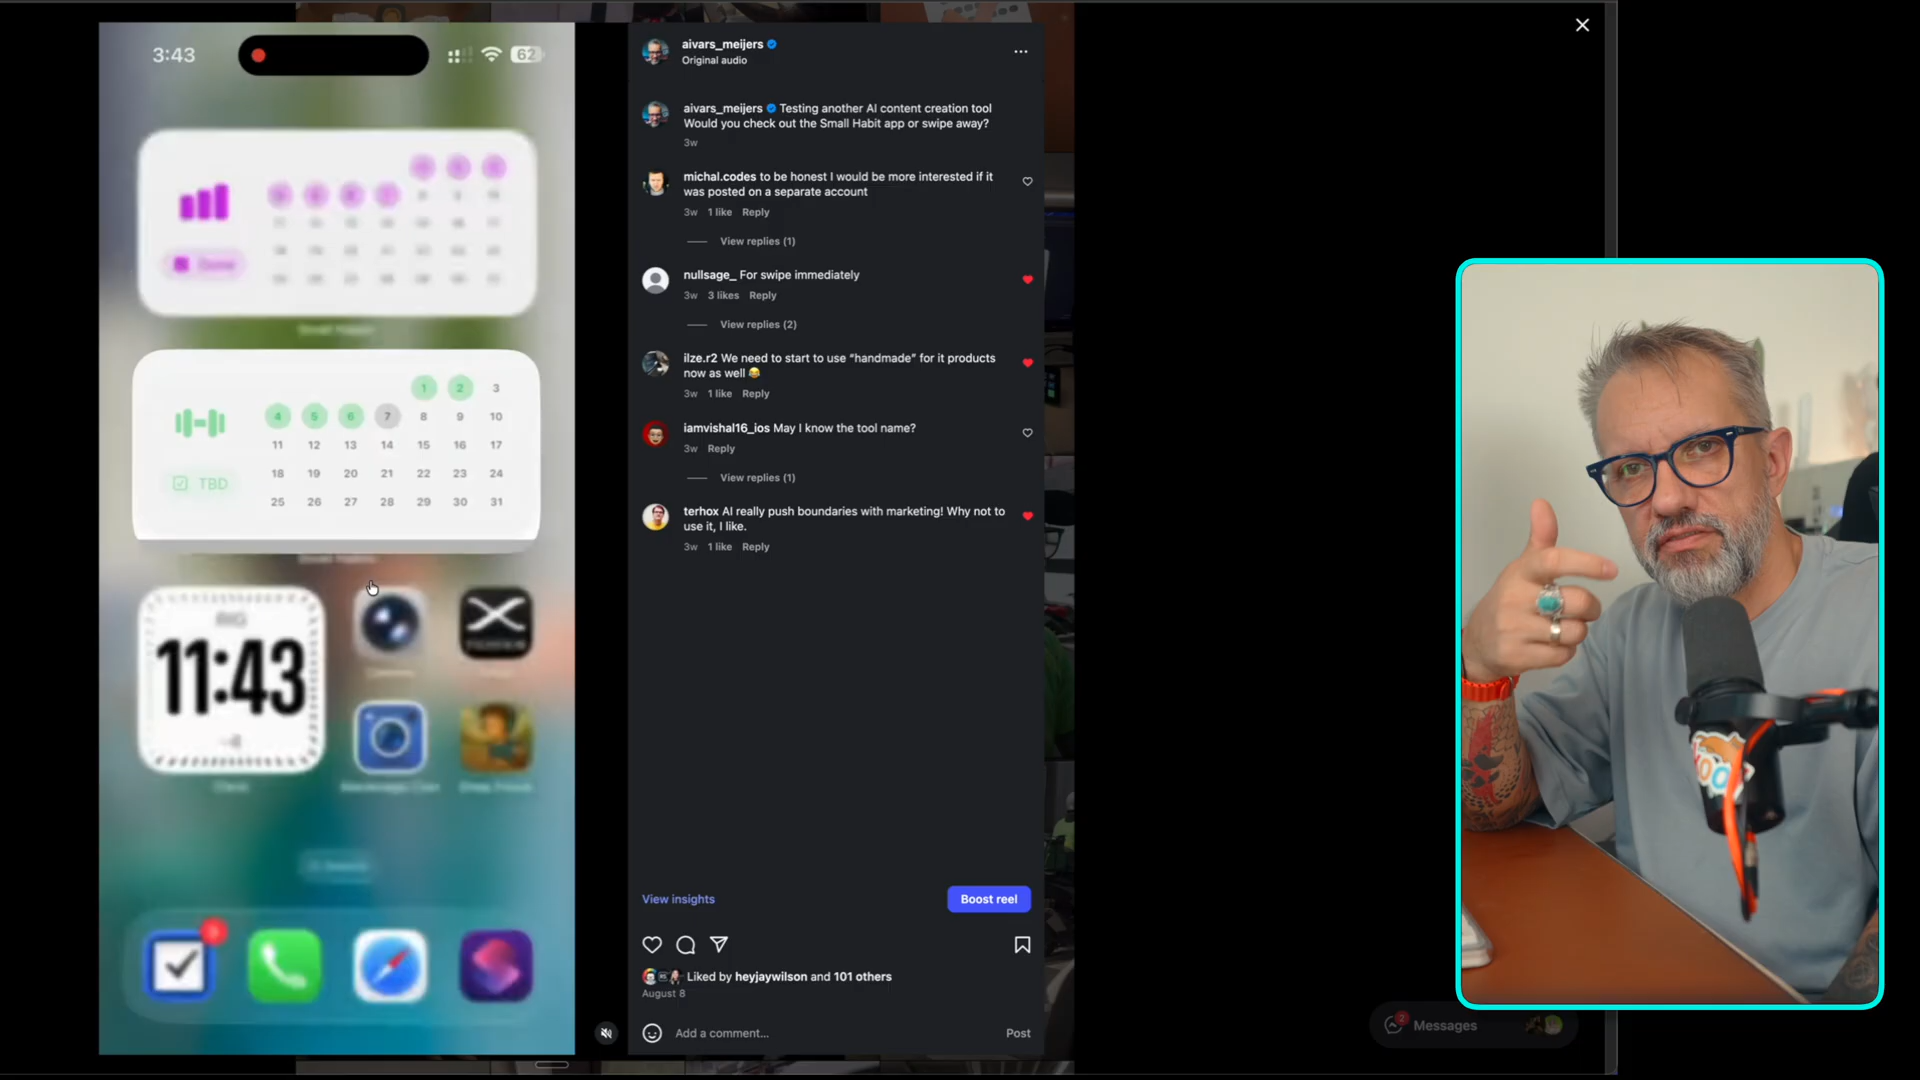 3:43
62
Done
1 2 3
4 5 6 7 8 9 10
11 12 13 14 15 16 17
TBD
18 19 20 21 22 23 24
25 26 27 28 29 30 31
11:43
aivars_meijers
Original audio
aivars_meijers Testing another AI content creation tool
Would you check out the Small Habit app or swipe away?
3w
michal.codes to be honest I would be more interested if it
was posted on a separate account
3w 1 like Reply
View replies (1)
nullsage_ For swipe immediately
3w 3 likes Reply
View replies (2)
ilze.r2 We need to start to use “handmade” for it products
now as well 😂
3w 1 like Reply
iamvishal16_ios May I know the tool name?
3w Reply
View replies (1)
terhox AI really push boundaries with marketing! Why not to
use it, I like.
3w 1 like Reply
View insights
Boost reel
Liked by heyjaywilson and 101 others
August 8
Add a comment...
Post
2
Messages